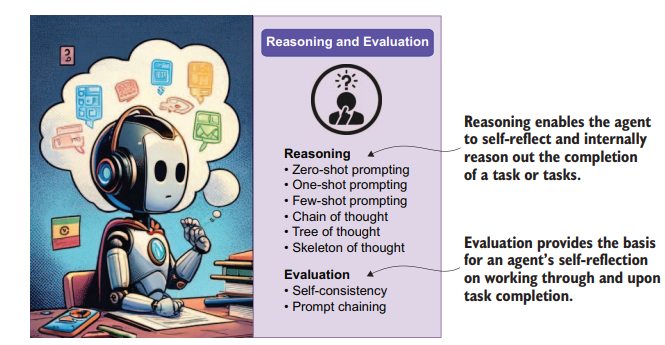 Reasoning and Evaluation
Reasoning
• Zero-shot prompting
• One-shot prompting
• Few-shot prompting
• Chain of thought
• Tree of thought
• Skeleton of thought
Evaluation
• Self-consistency
• Prompt chaining
Reasoning enables the agent
to self-reflect and internally
reason out the completion
of a task or tasks.
Evaluation provides the basis
for an agent’s self-reflection
on working through and upon
task completion.